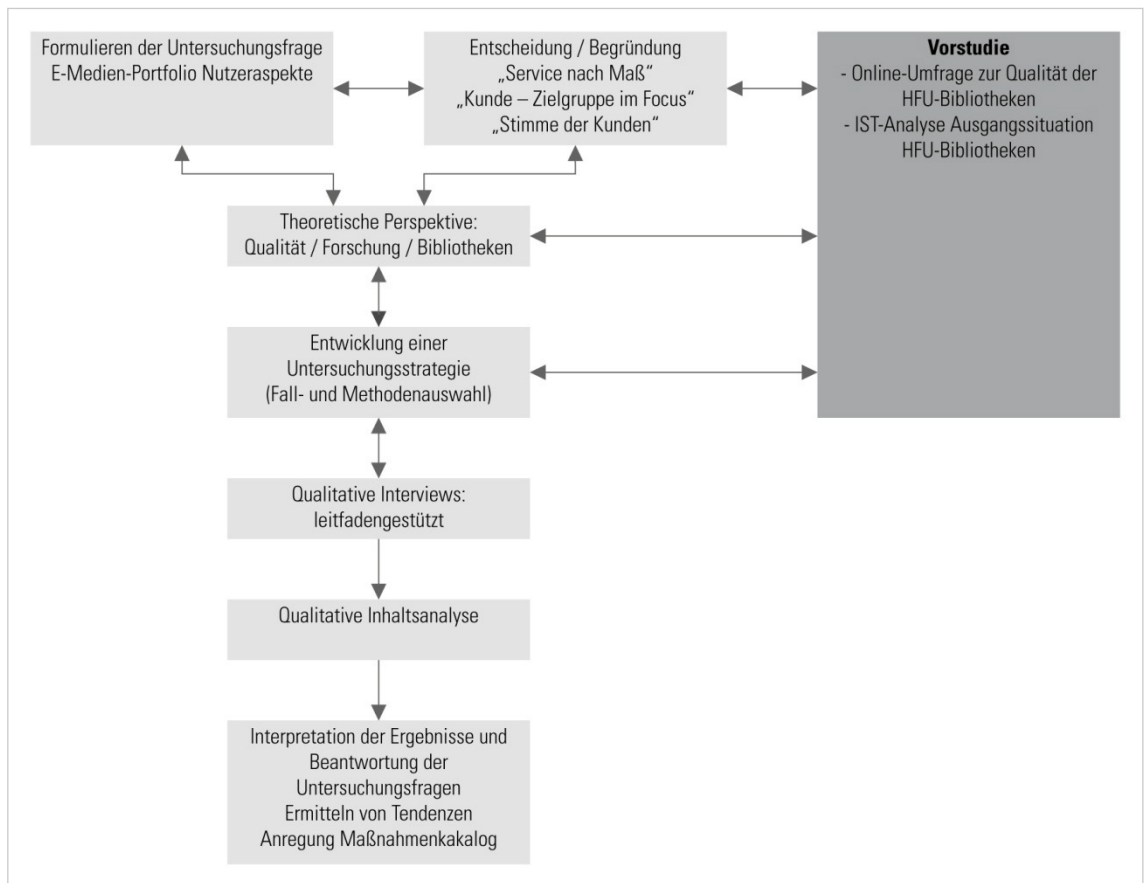 Formulieren der Untersuchungsfrage
E-Medien-Portfolio Nutzeraspekte
Entscheidung / Begründung
„Service nach Maß“
„Kunde – Zielgruppe im Focus“
„Stimme der Kunden“
Vorstudie
- Online-Umfrage zur Qualität der
HFU-Bibliotheken
- IST-Analyse Ausgangssituation
HFU-Bibliotheken
Theoretische Perspektive:
Qualität / Forschung / Bibliotheken
Entwicklung einer
Untersuchungsstrategie
(Fall- und Methodenauswahl)
Qualitative Interviews:
leitfadengestützt
Qualitative Inhaltsanalyse
Interpretation der Ergebnisse und
Beantwortung der
Untersuchungsfragen
Ermitteln von Tendenzen
Anregung Maßnahmenkakalog